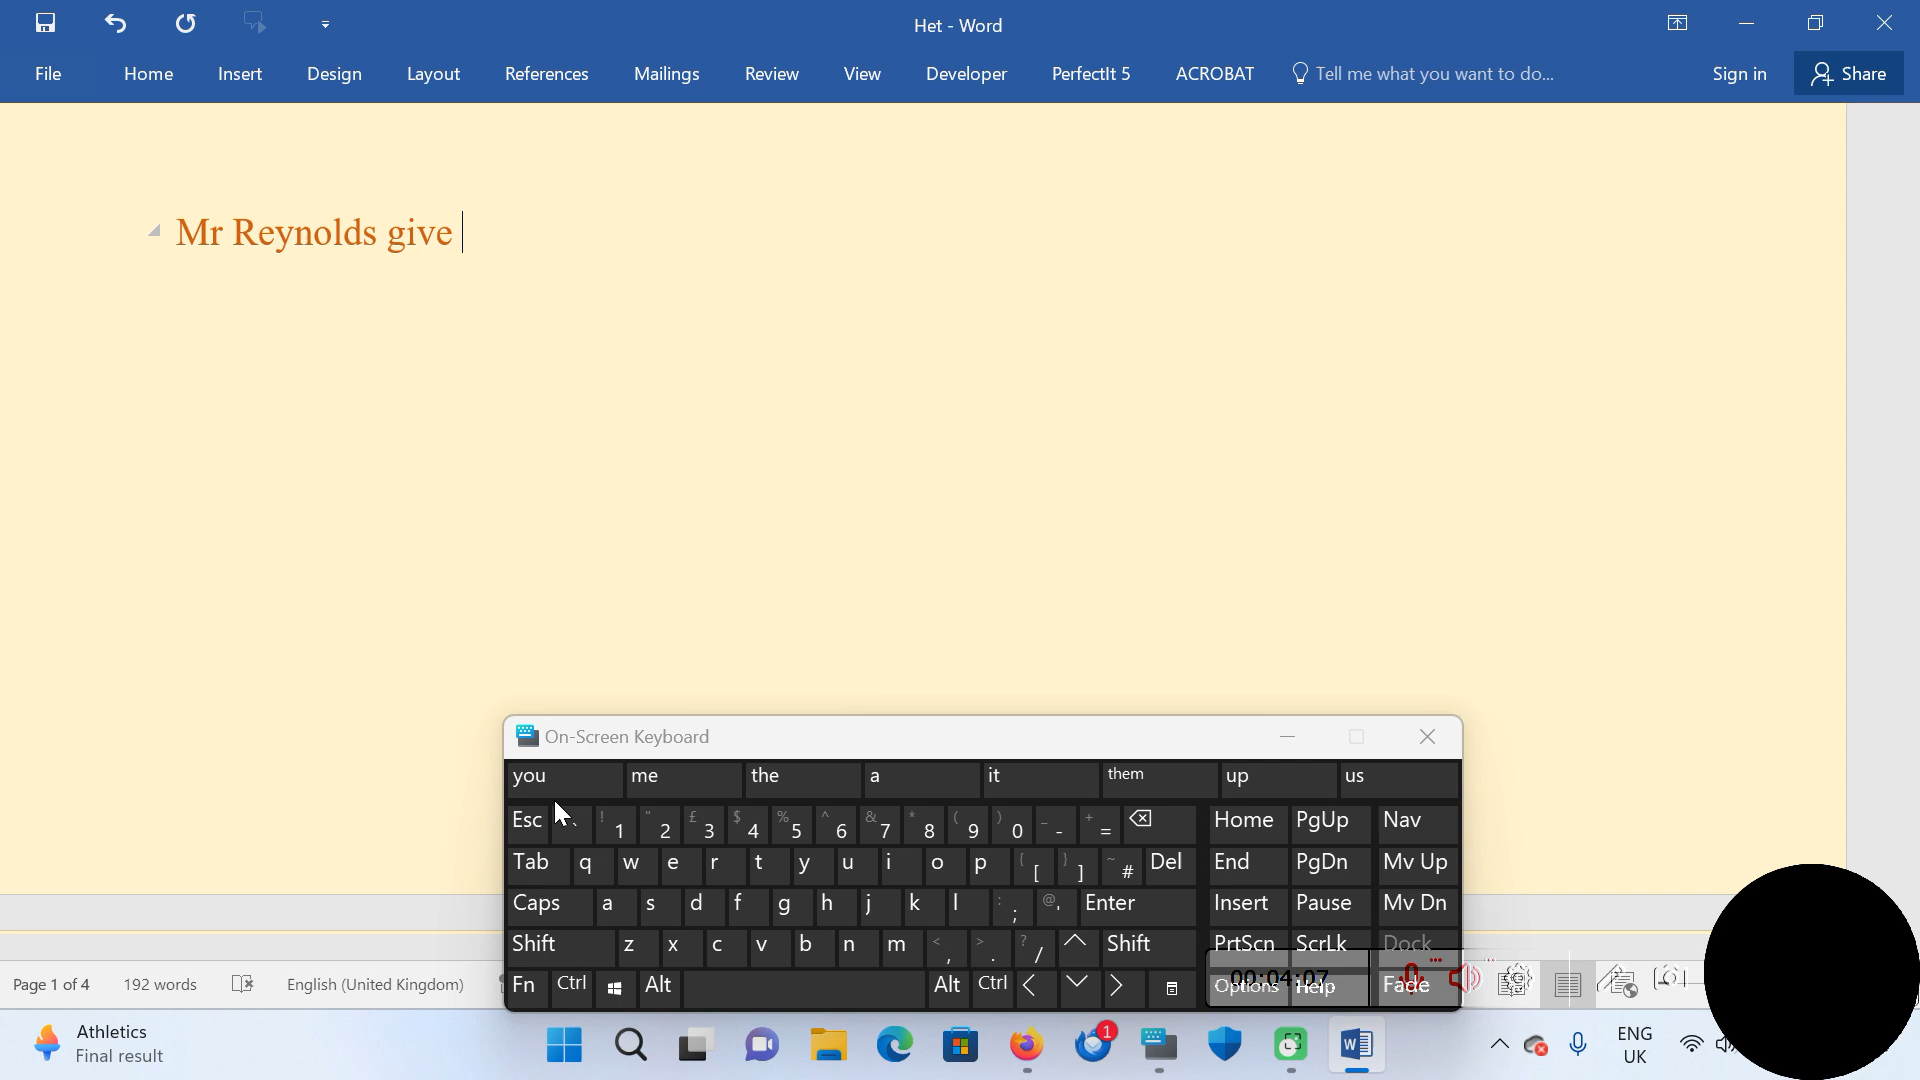 Het - Word
File Home Insert Design Layout References Mailings Review View Developer PerfectIt 5 ACROBAT Tell me what you want to do... Sign in Share
Mr Reynolds give
On-Screen Keyboard
you me the a it them up us
Esc ` ! 1 " 2 £ 3 $ 4 % 5 ^ 6 & 7 * 8 ( 9 ) 0 _ - + = Home PgUp Nav
Tab q w e r t y u i o p { [ } ] ~ # Del End PgDn Mv Up
Caps a s d f g h j k l : ; @ ' Enter Insert Pause Mv Dn
Shift z x c v b n m < , > . ? / Shift PrtScn ScrLk Dock
Fn Ctrl Alt Alt Ctrl Options Help Fade
00:04:07
Page 1 of 4 192 words English (United Kingdom)
Athletics
Final result
1
ENG
UK